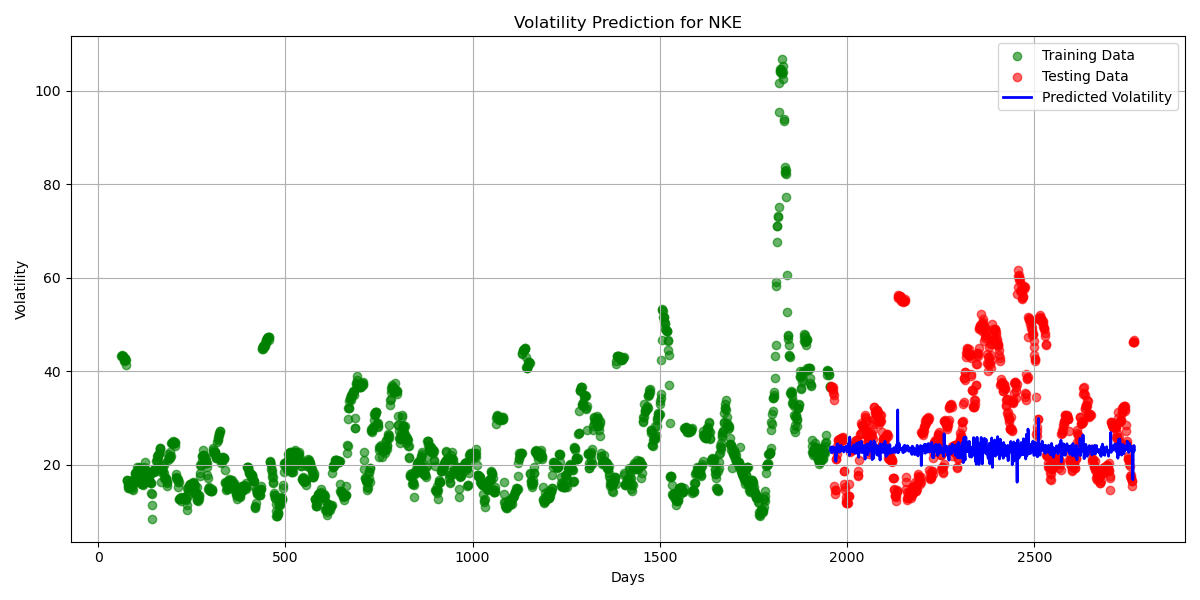 Volatility Prediction for NKE
Training Data
Testing Data
Predicted Volatility
Volatility
100
80
60
40
20
0
500
1000
1500
2000
2500
Days